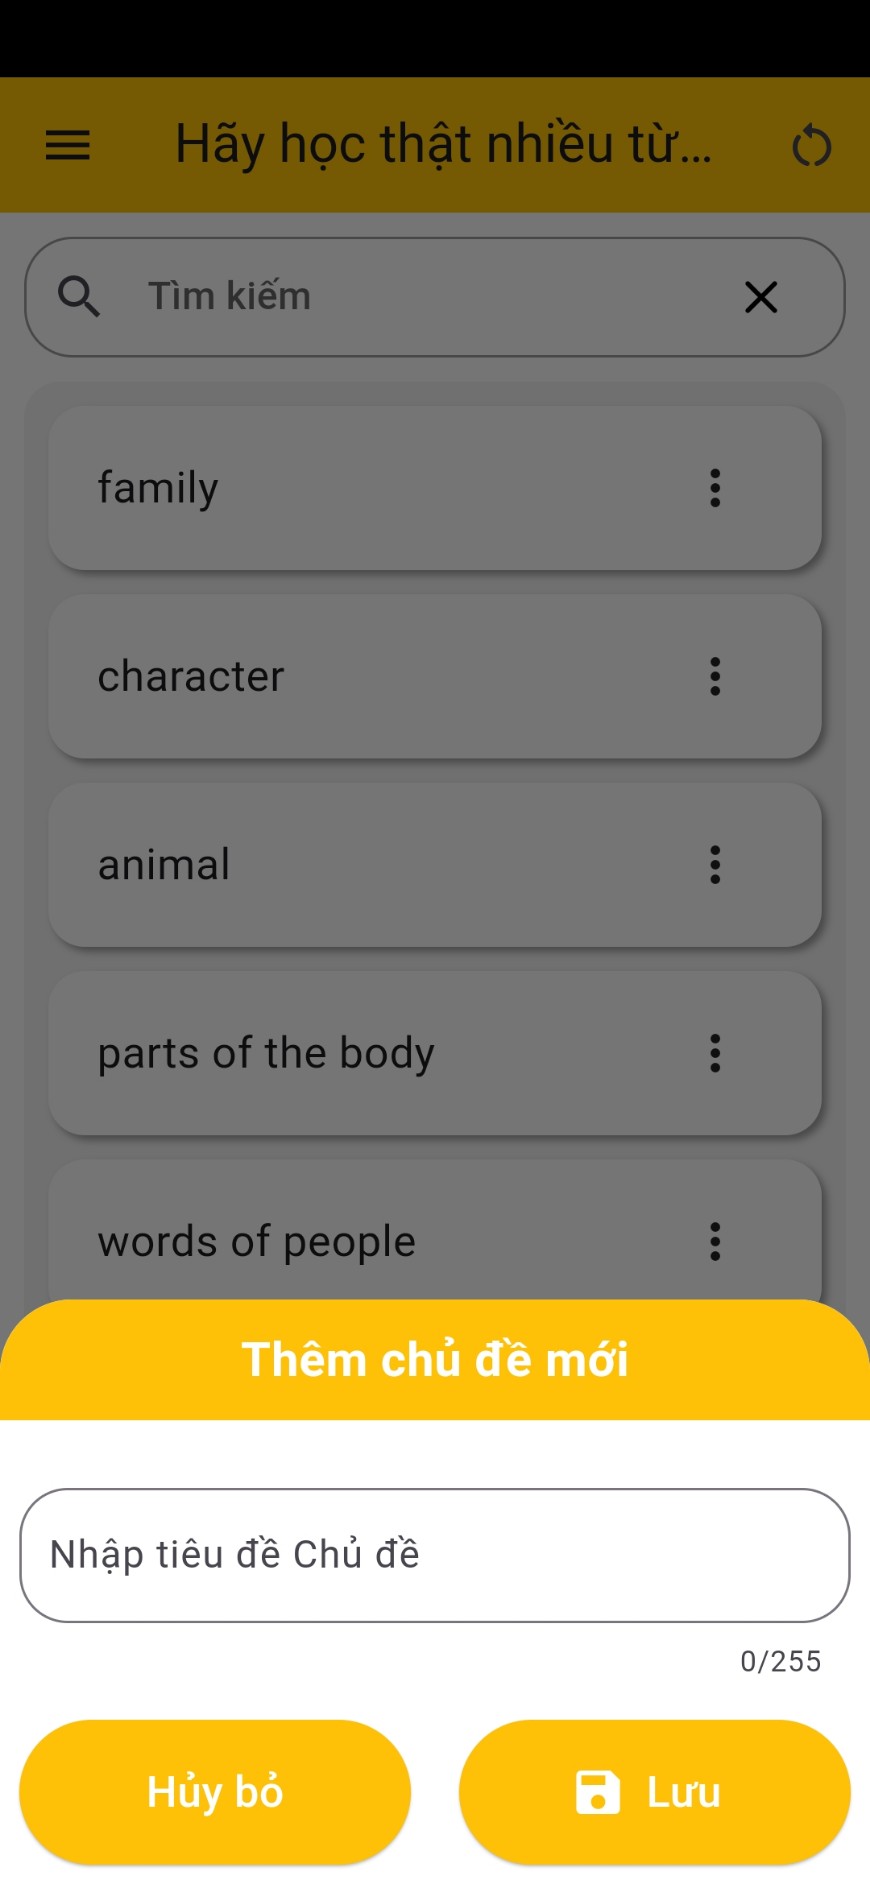 Hãy học thật nhiều từ...
Tìm kiếm
family
character
animal
parts of the body
words of people
Thêm chủ đề mới
Nhập tiêu đề Chủ đề
0/255
Hủy bỏ
Lưu